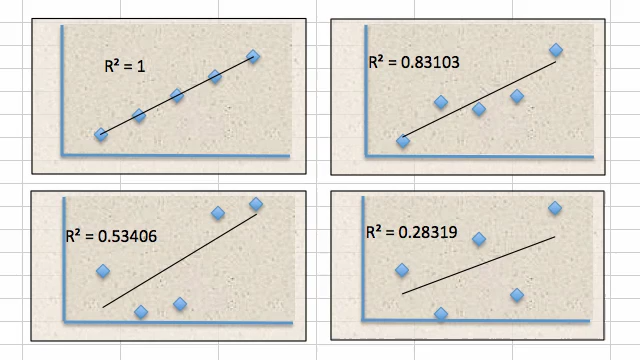 R² = 1
R² = 0.83103
R² = 0.53406
R² = 0.28319